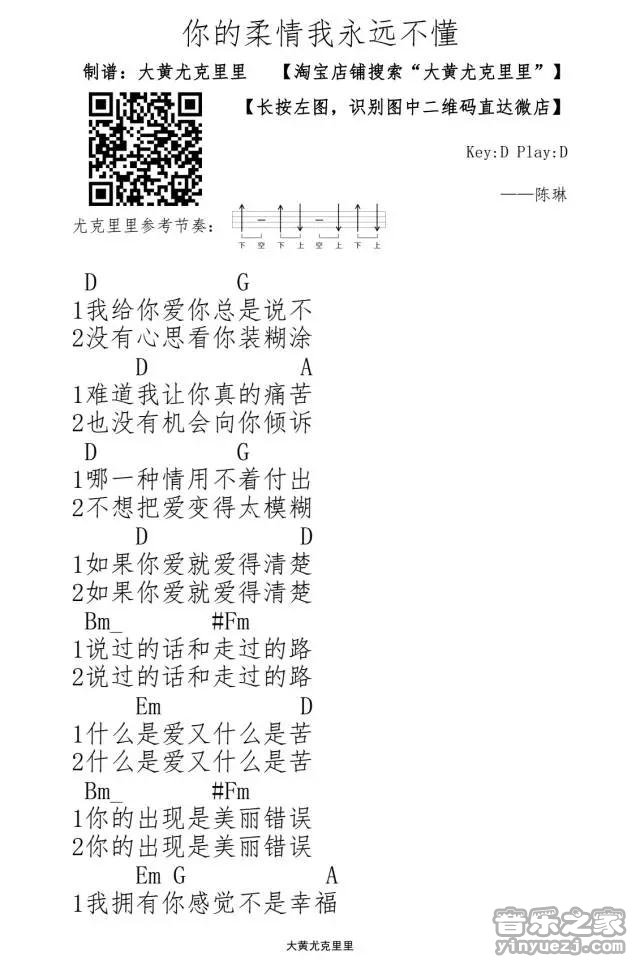 你的柔情我永远不懂
制谱：大黄尤克里里 【淘宝店铺搜索“大黄尤克里里”】
【长按左图，识别图中二维码直达微店】
Key:D Play:D
——陈琳
尤克里里参考节奏：
下 空 下 上 空 上 下 上
D G
1我给你爱你总是说不
2没有心思看你装糊涂
D A
1难道我让你真的痛苦
2也没有机会向你倾诉
D G
1哪一种情用不着付出
2不想把爱变得太模糊
D D
1如果你爱就爱得清楚
2如果你爱就爱得清楚
Bm_ #Fm
1说过的话和走过的路
2说过的话和走过的路
Em D
1什么是爱又什么是苦
2什么是爱又什么是苦
Bm_ #Fm
1你的出现是美丽错误
2你的出现是美丽错误
Em G A
1我拥有你感觉不是幸福
大黄尤克里里
音乐之家
yinyuezj.com